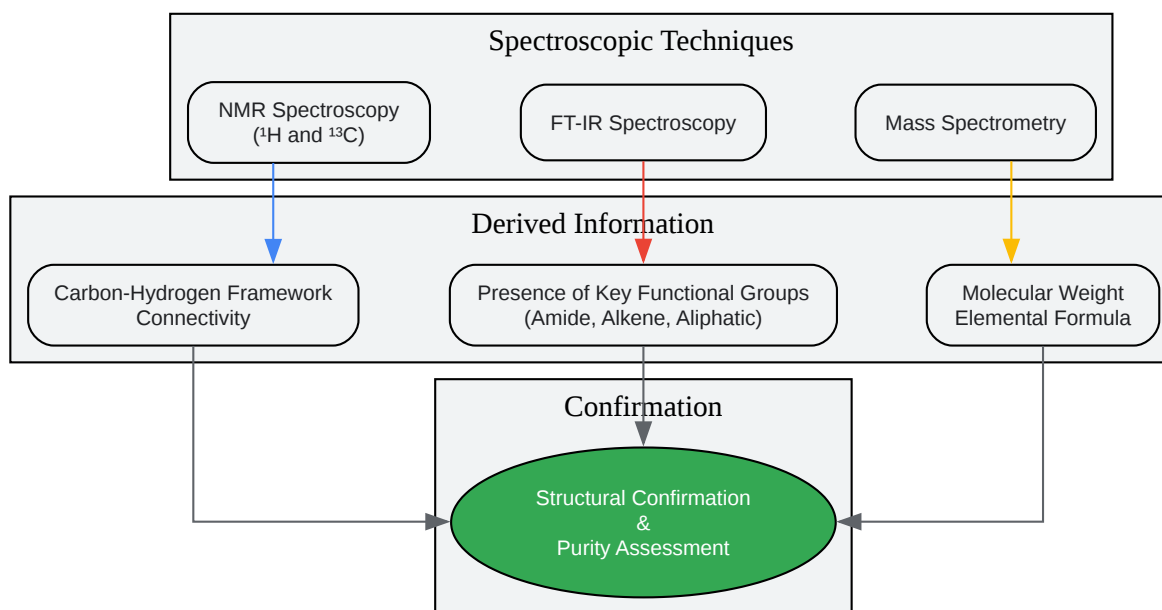 Spectroscopic Techniques
NMR Spectroscopy
(¹H and ¹³C)
FT-IR Spectroscopy
Mass Spectrometry
Derived Information
Carbon-Hydrogen Framework
Connectivity
Presence of Key Functional Groups
(Amide, Alkene, Aliphatic)
Molecular Weight
Elemental Formula
Confirmation
Structural Confirmation
&
Purity Assessment